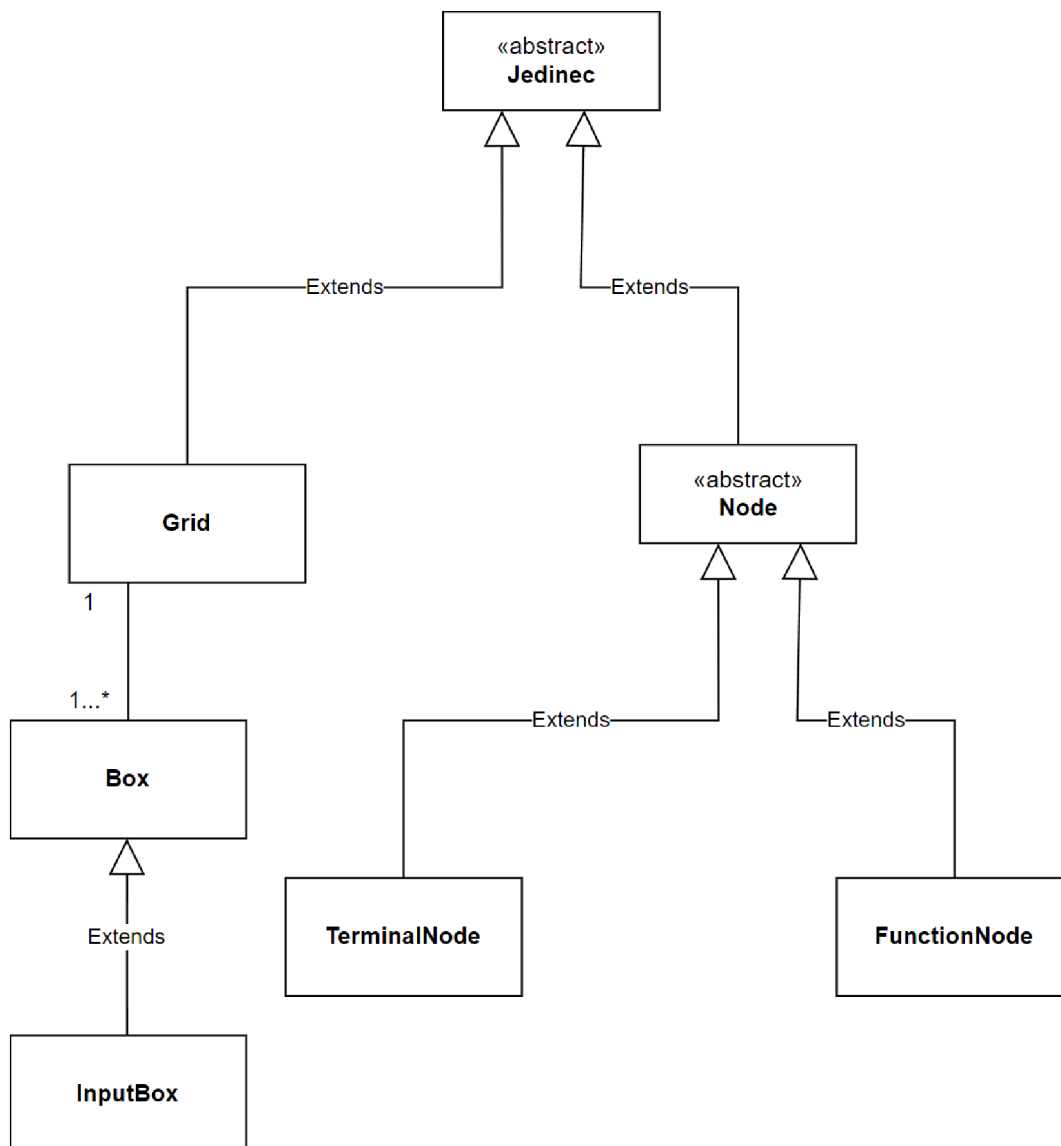 «abstract»
Jedinec
Extends
Extends
Grid
«abstract»
Node
1
1...*
Extends
Extends
Box
TerminalNode
FunctionNode
Extends
InputBox